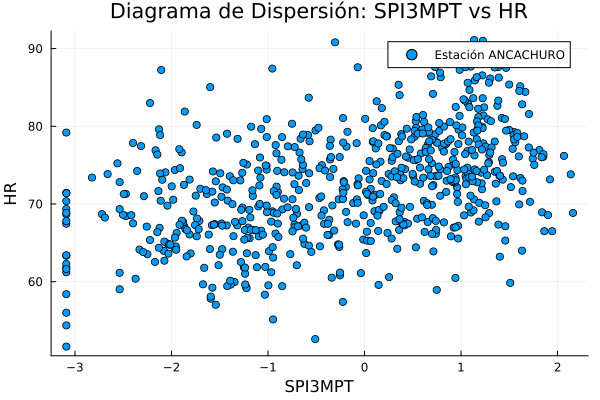 Diagrama de Dispersión: SPI3MPT vs HR
Estación ANCACHURO
HR
90
80
70
60
−3
−2
−1
0
1
2
SPI3MPT